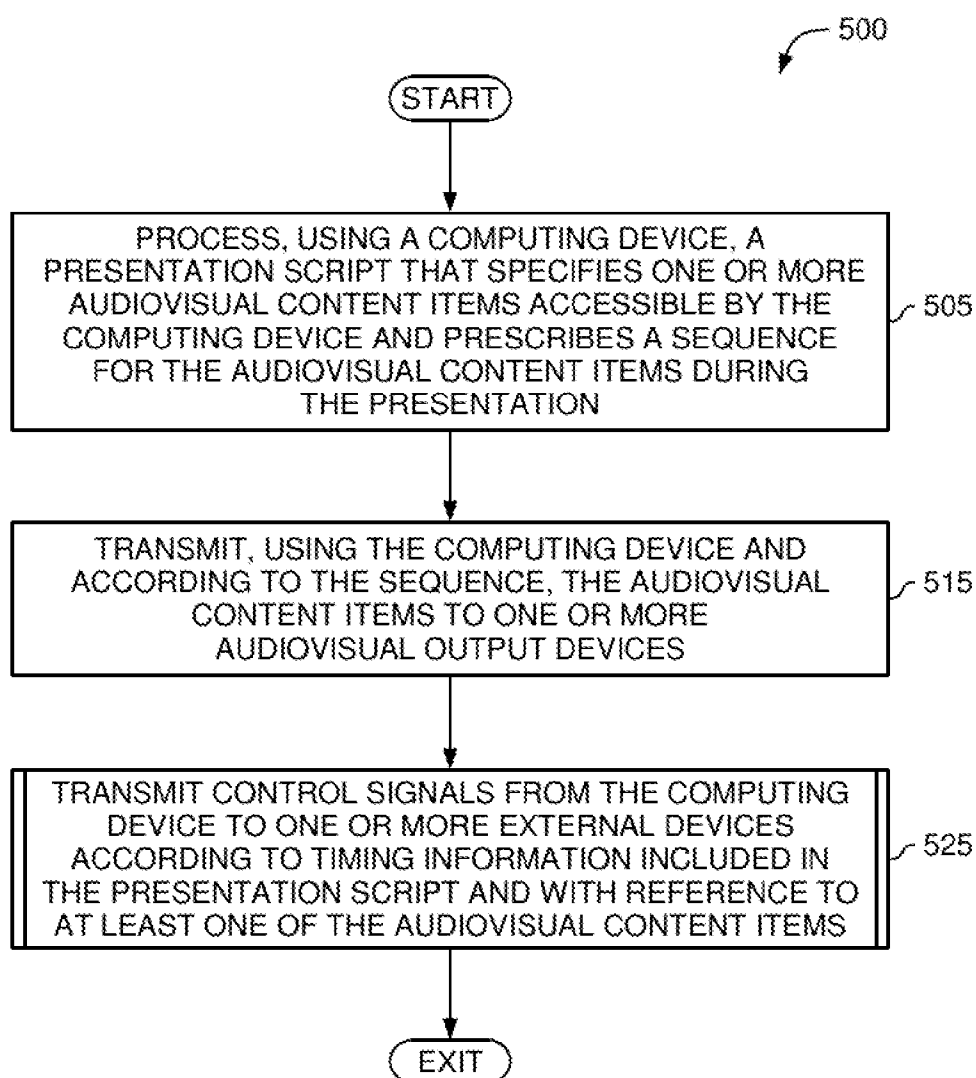 500
START
PROCESS, USING A COMPUTING DEVICE, A
PRESENTATION SCRIPT THAT SPECIFIES ONE OR MORE
AUDIOVISUAL CONTENT ITEMS ACCESSIBLE BY THE
COMPUTING DEVICE AND PRESCRIBES A SEQUENCE
FOR THE AUDIOVISUAL CONTENT ITEMS DURING
THE PRESENTATION
505
TRANSMIT, USING THE COMPUTING DEVICE AND
ACCORDING TO THE SEQUENCE, THE AUDIOVISUAL
CONTENT ITEMS TO ONE OR MORE
AUDIOVISUAL OUTPUT DEVICES
515
TRANSMIT CONTROL SIGNALS FROM THE COMPUTING
DEVICE TO ONE OR MORE EXTERNAL DEVICES
ACCORDING TO TIMING INFORMATION INCLUDED IN
THE PRESENTATION SCRIPT AND WITH REFERENCE TO
AT LEAST ONE OF THE AUDIOVISUAL CONTENT ITEMS
525
EXIT